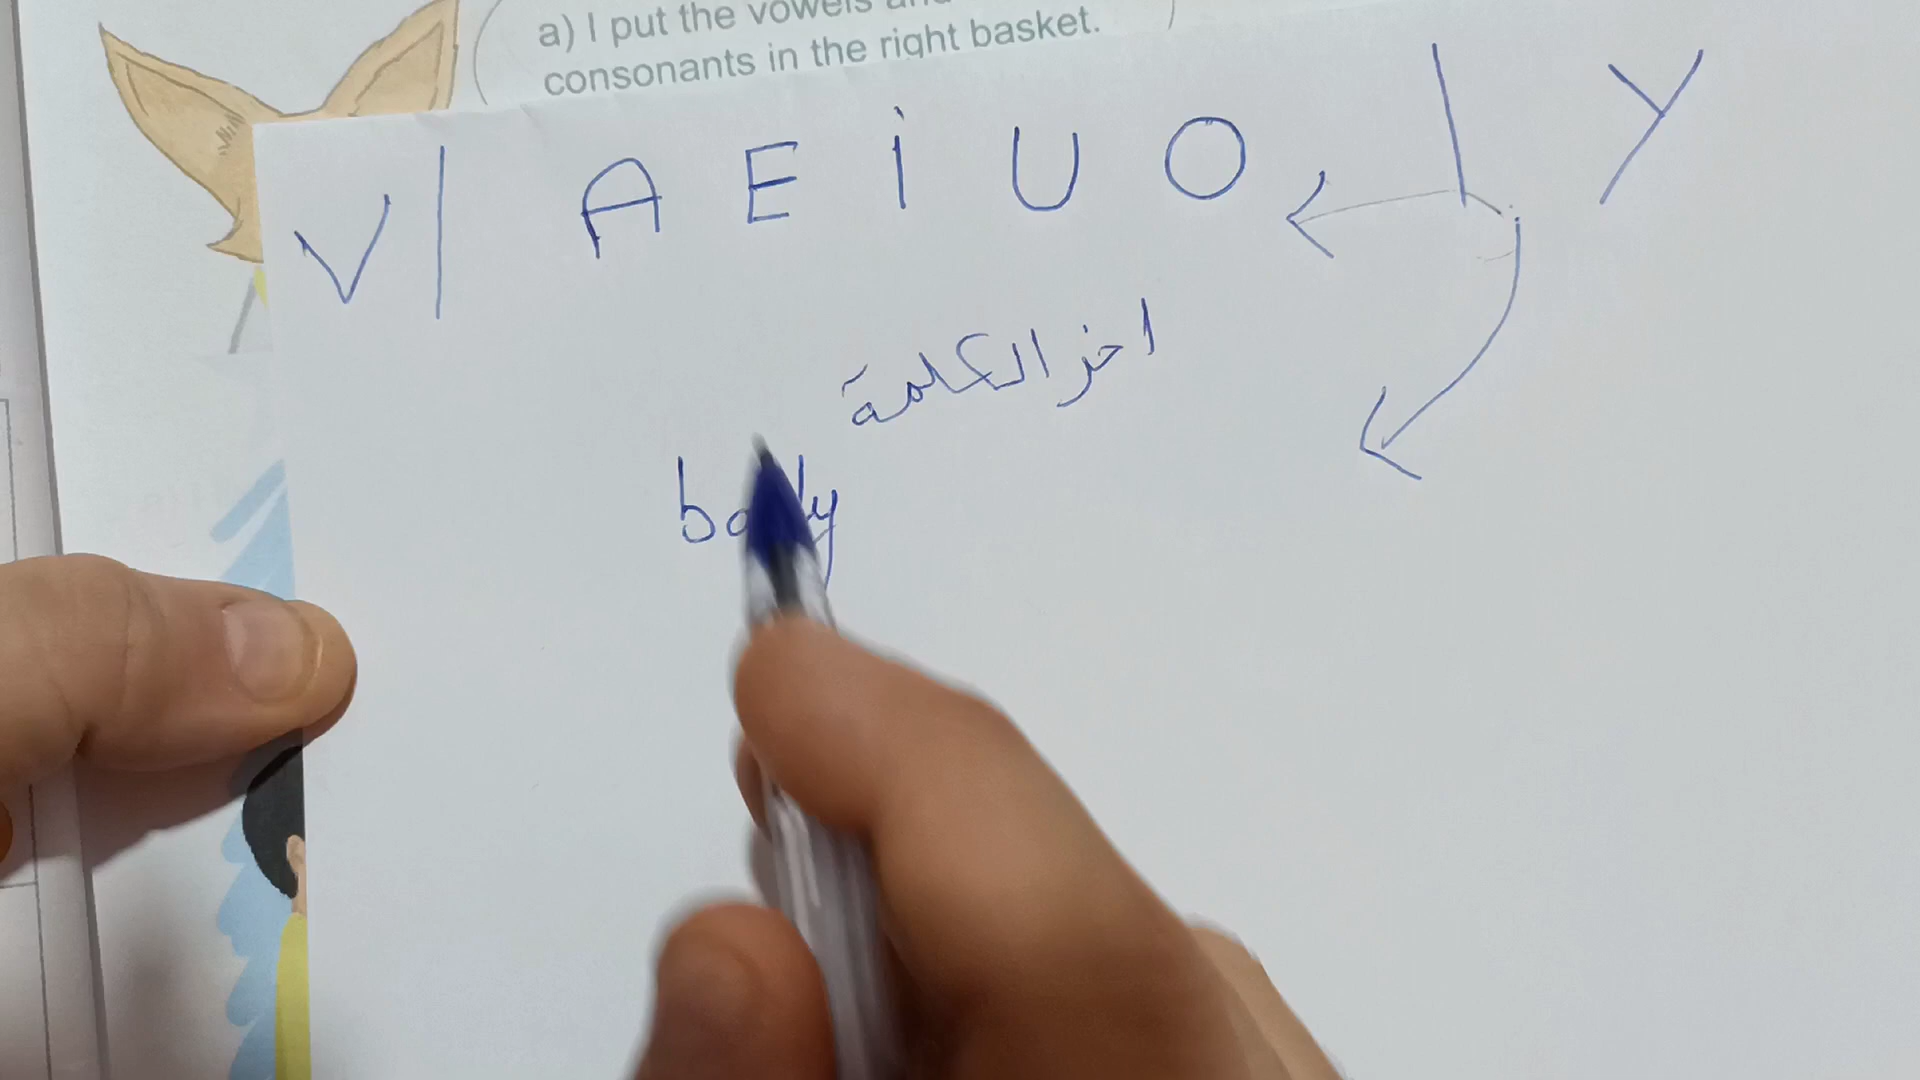 a) I put the vowels
consonants in the right basket.
V | A E i U O | y
اخر الكلمة